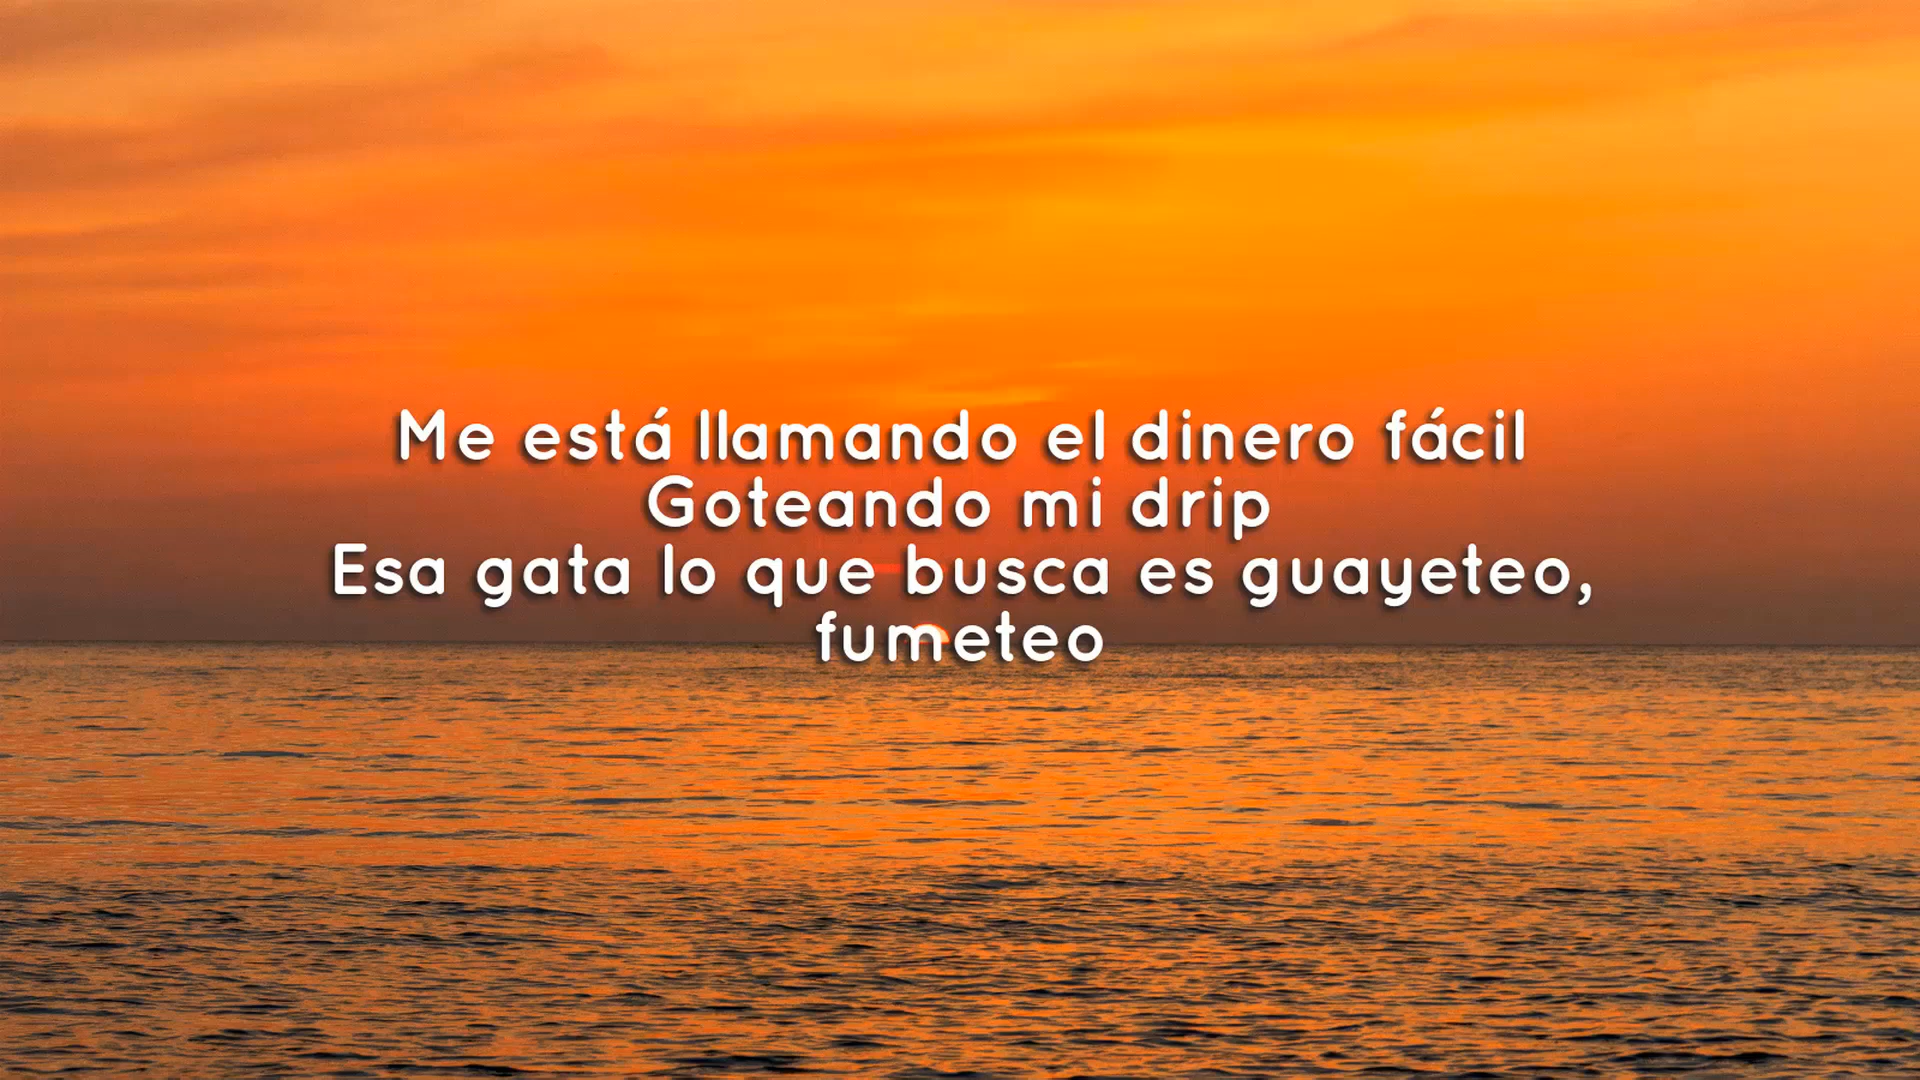 Me está llamando el dinero fácil
Goteando mi drip
Esa gata lo que busca es guayeteo,
fumeteo